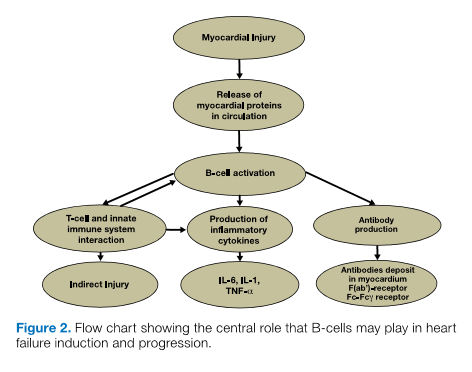 Myocardial Injury
Release of
myocardial proteins
in circulation
B-cell activation
T-cell and innate
immune system
interaction
Production of
inflammatory
cytokines
Antibody
production
Indirect Injury
IL-6, IL-1,
TNF-α
Antibodies deposit
in myocardium
F(ab')-receptor
Fc-Fcγ receptor
Figure 2. Flow chart showing the central role that B-cells may play in heart
failure induction and progression.